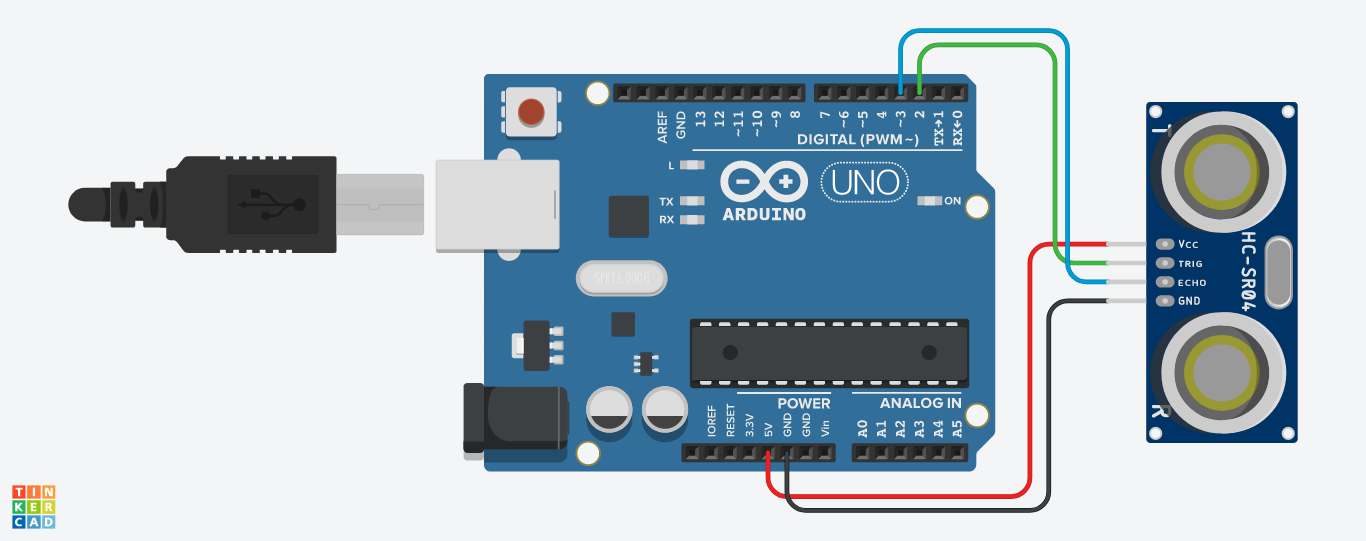 AREF
GND
13
12
~11
~10
~9
8
7
~6
~5
4
~3
2
TX→1
RX←0
DIGITAL (PWM~)
L
TX
RX
ARDUINO
UNO
ON
SPK16.000G
IOREF
RESET
3.3V
5V
GND
GND
Vin
POWER
ANALOG IN
A0
A1
A2
A3
A4
A5
T
VCC
TRIG
ECHO
GND
HC-SR04
R
TIN
KER
CAD